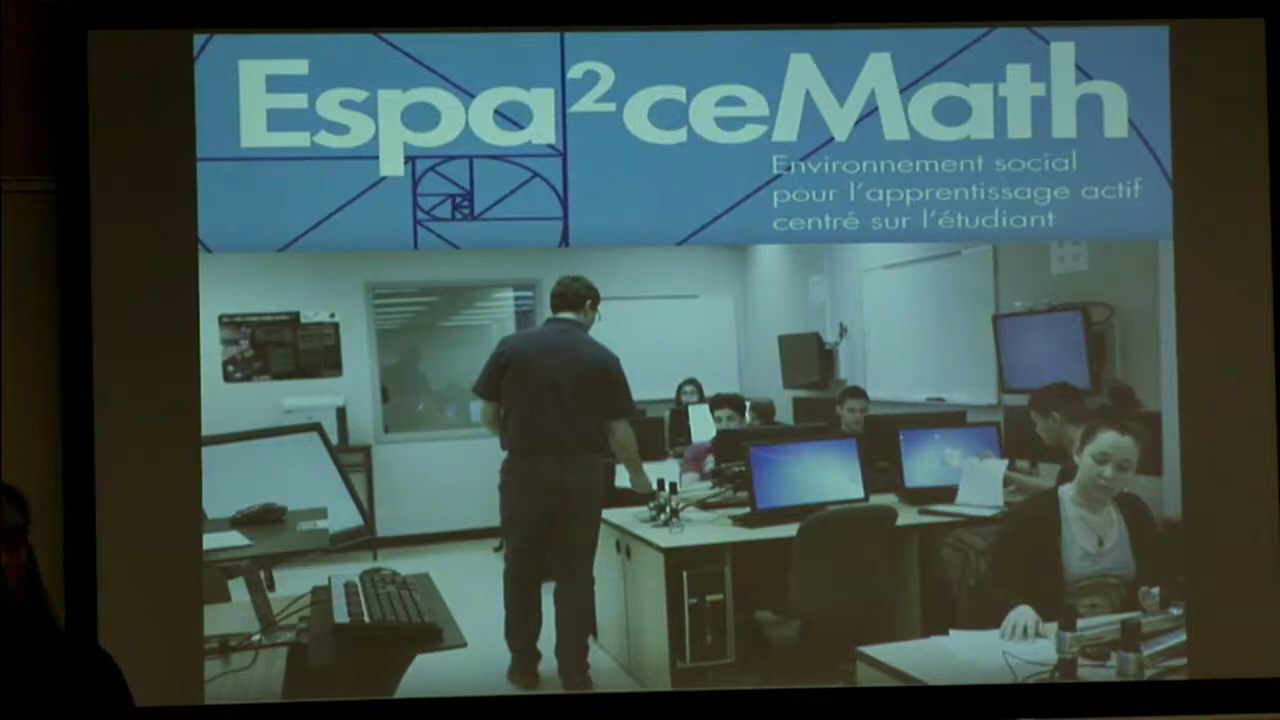 Espa²ceMath
Environnement social
pour l'apprentissage actif
centré sur l'étudiant